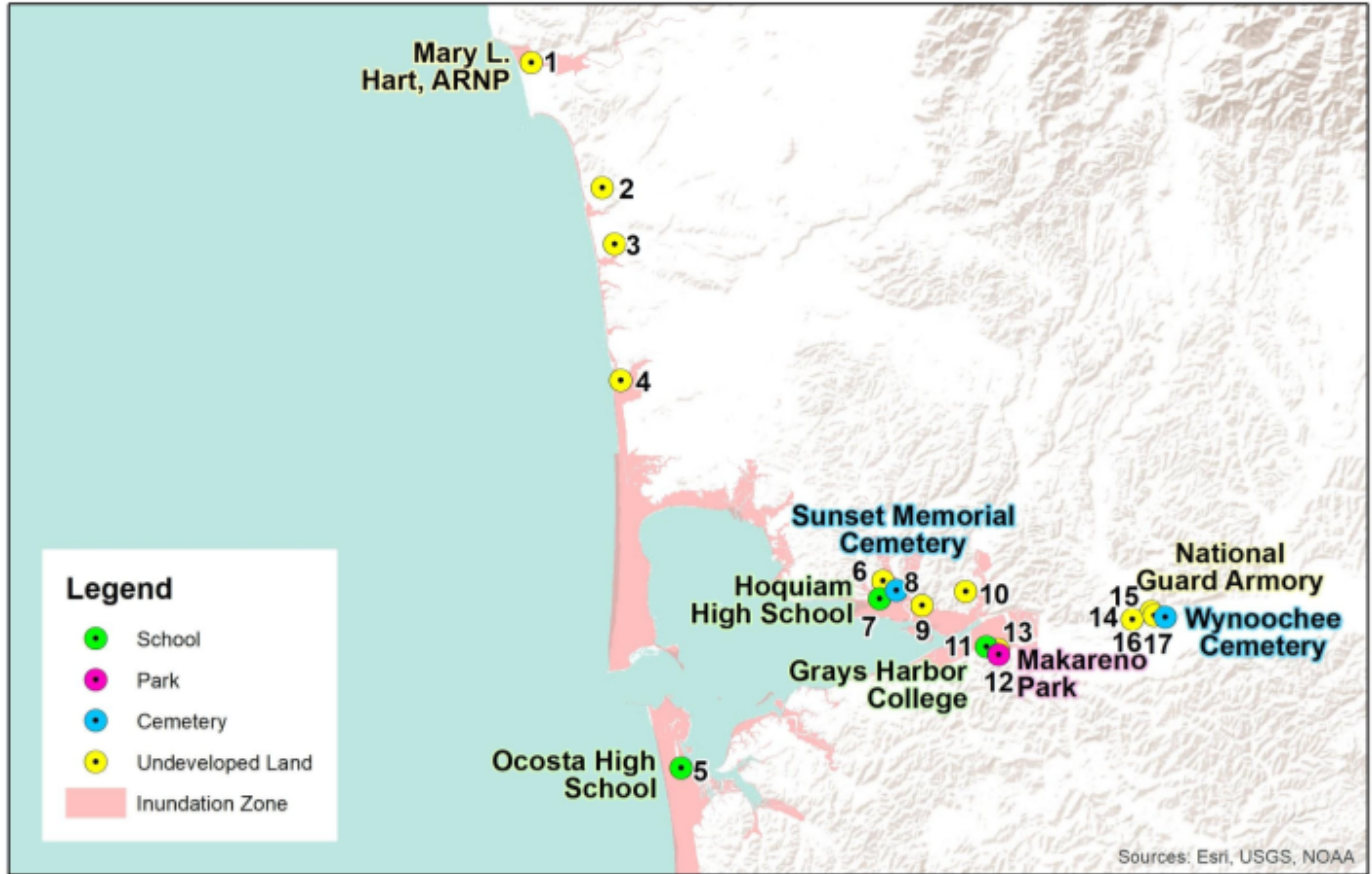 Mary L.
Hart, ARNP
1
2
3
4
Sunset Memorial
Cemetery
National
Guard Armory
6
8
Hoquiam
High School
10
15
14
Wynoochee
Cemetery
7
9
13
16
17
11
Grays Harbor
College
12
Makareno
Park
Ocosta High
School
5
Legend
School
Park
Cemetery
Undeveloped Land
Inundation Zone
Sources: Esri, USGS, NOAA